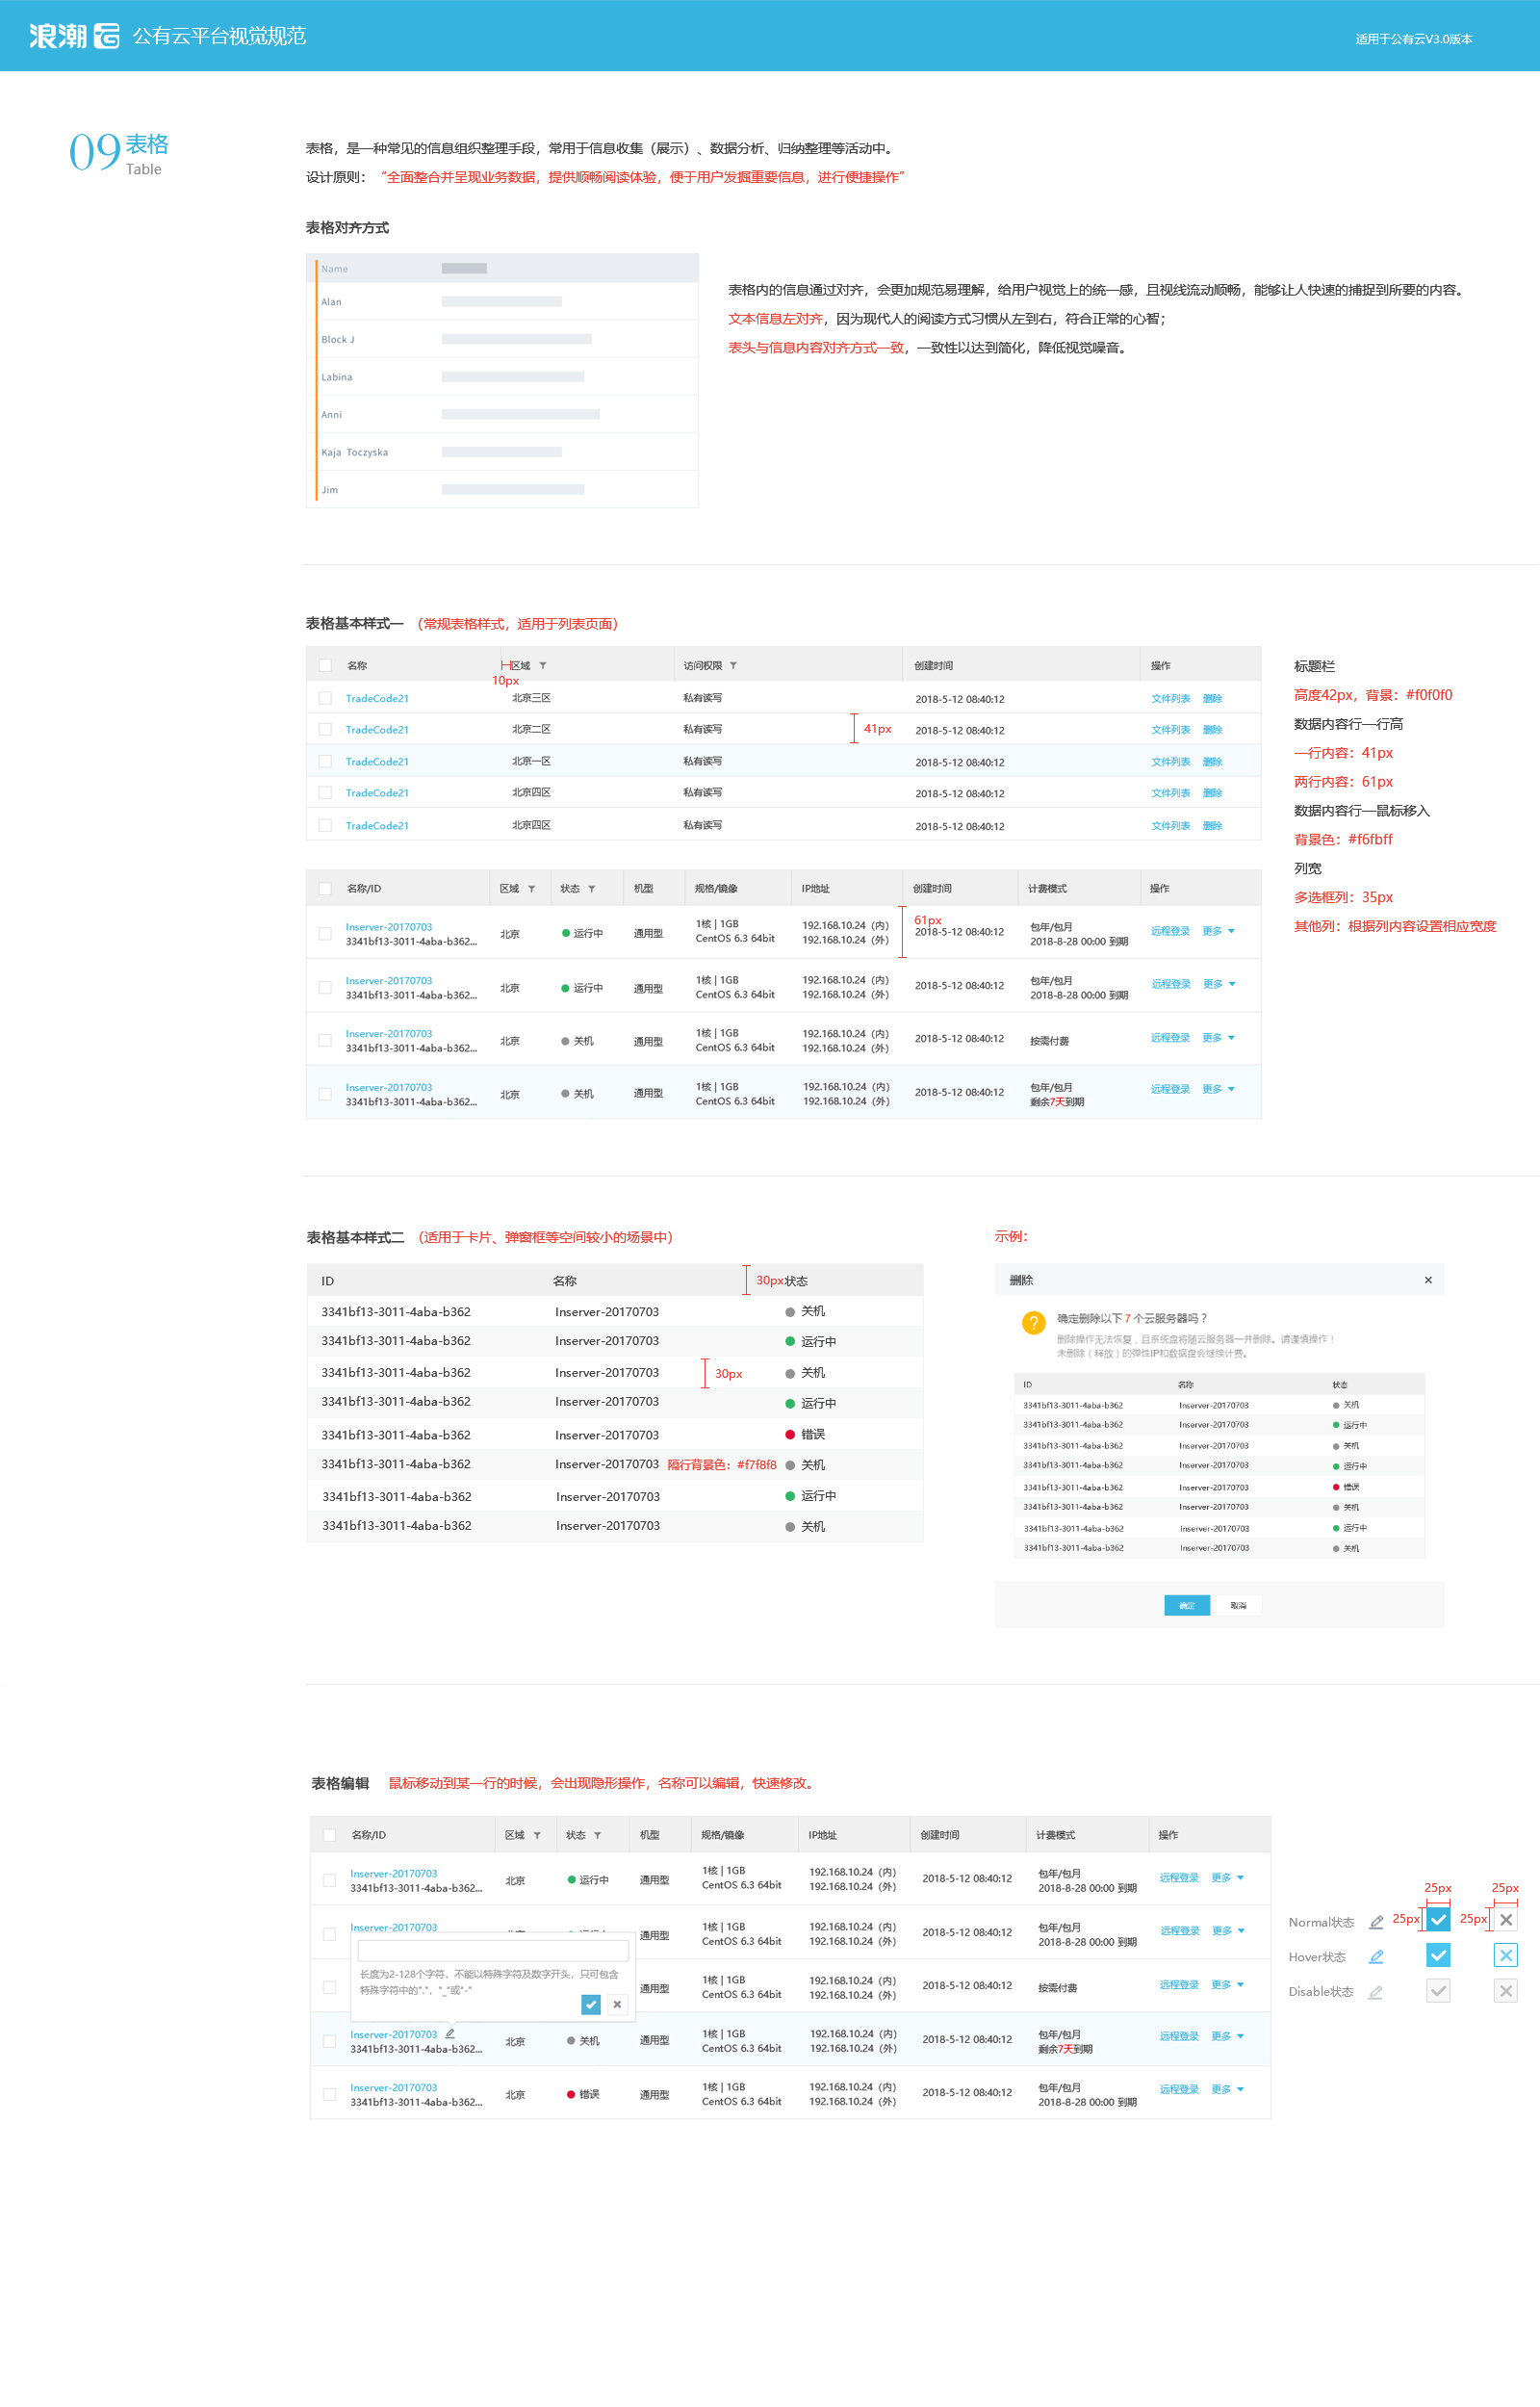 浪潮云 公有云平台视觉规范
适用于公有云V3.0版本
09 表格
Table
表格，是一种常见的信息组织整理手段，常用于信息收集（展示）、数据分析、归纳整理等活动中。
设计原则：“全面整合并呈现业务数据，提供顺畅阅读体验，便于用户发掘重要信息，进行便捷操作”
表格对齐方式
Name
Alan
Block J
Labina
Anni
Kaja Toczyska
Jim
表格内的信息通过对齐，会更加规范易理解，给用户视觉上的统一感，且视线流动顺畅，能够让人快速的捕捉到所要的内容。
文本信息左对齐，因为现代人的阅读方式习惯从左到右，符合正常的心智；
表头与信息内容对齐方式一致，一致性以达到简化，降低视觉噪音。
表格基本样式一 （常规表格样式，适用于列表页面）
名称 区域 访问权限 创建时间 操作
10px
TradeCode21 北京三区 私有读写 2018-5-12 08:40:12 文件列表 删除
TradeCode21 北京二区 私有读写 41px 2018-5-12 08:40:12 文件列表 删除
TradeCode21 北京一区 私有读写 2018-5-12 08:40:12 文件列表 删除
TradeCode21 北京四区 私有读写 2018-5-12 08:40:12 文件列表 删除
TradeCode21 北京四区 私有读写 2018-5-12 08:40:12 文件列表 删除
标题栏
高度42px，背景：#f0f0f0
数据内容行—行高
一行内容：41px
两行内容：61px
数据内容行—鼠标移入
背景色：#f6fbff
列宽
多选框列：35px
其他列：根据列内容设置相应宽度
名称/ID 区域 状态 机型 规格/镜像 IP地址 创建时间 计费模式 操作
61px
Inserver-20170703 北京 运行中 通用型 1核 | 1GB 192.168.10.24（内） 2018-5-12 08:40:12 包年/包月 远程登录 更多
3341bf13-3011-4aba-b362... CentOS 6.3 64bit 192.168.10.24（外） 2018-8-28 00:00 到期
Inserver-20170703 北京 运行中 通用型 1核 | 1GB 192.168.10.24（内） 2018-5-12 08:40:12 包年/包月 远程登录 更多
3341bf13-3011-4aba-b362... CentOS 6.3 64bit 192.168.10.24（外） 2018-8-28 00:00 到期
Inserver-20170703 北京 关机 通用型 1核 | 1GB 192.168.10.24（内） 2018-5-12 08:40:12 按需付费 远程登录 更多
3341bf13-3011-4aba-b362... CentOS 6.3 64bit 192.168.10.24（外）
Inserver-20170703 北京 关机 通用型 1核 | 1GB 192.168.10.24（内） 2018-5-12 08:40:12 包年/包月 远程登录 更多
3341bf13-3011-4aba-b362... CentOS 6.3 64bit 192.168.10.24（外） 剩余7天到期
表格基本样式二 （适用于卡片、弹窗框等空间较小的场景中）
ID 名称 30px 状态
3341bf13-3011-4aba-b362 Inserver-20170703 关机
3341bf13-3011-4aba-b362 Inserver-20170703 运行中
3341bf13-3011-4aba-b362 Inserver-20170703 30px 关机
3341bf13-3011-4aba-b362 Inserver-20170703 运行中
3341bf13-3011-4aba-b362 Inserver-20170703 错误
3341bf13-3011-4aba-b362 Inserver-20170703 隔行背景色：#f7f8f8 关机
3341bf13-3011-4aba-b362 Inserver-20170703 运行中
3341bf13-3011-4aba-b362 Inserver-20170703 关机
示例：
删除 ×
? 确定删除以下 7 个云服务器吗？
删除操作无法恢复，且系统盘将随云服务器一并删除。请谨慎操作！
未删除（释放）的弹性IP和数据盘会继续计费。
ID 名称 状态
3341bf13-3011-4aba-b362 Inserver-20170703 关机
3341bf13-3011-4aba-b362 Inserver-20170703 运行中
3341bf13-3011-4aba-b362 Inserver-20170703 关机
3341bf13-3011-4aba-b362 Inserver-20170703 运行中
3341bf13-3011-4aba-b362 Inserver-20170703 错误
3341bf13-3011-4aba-b362 Inserver-20170703 关机
3341bf13-3011-4aba-b362 Inserver-20170703 运行中
3341bf13-3011-4aba-b362 Inserver-20170703 关机
确定 取消
表格编辑 鼠标移动到某一行的时候，会出现隐形操作，名称可以编辑，快速修改。
名称/ID 区域 状态 机型 规格/镜像 IP地址 创建时间 计费模式 操作
Inserver-20170703 北京 运行中 通用型 1核 | 1GB 192.168.10.24（内） 2018-5-12 08:40:12 包年/包月 远程登录 更多
3341bf13-3011-4aba-b362... CentOS 6.3 64bit 192.168.10.24（外） 2018-8-28 00:00 到期
Inserver-20170703 通用型 1核 | 1GB 192.168.10.24（内） 2018-5-12 08:40:12 包年/包月 远程登录 更多
CentOS 6.3 64bit 192.168.10.24（外） 2018-8-28 00:00 到期
长度为2-128个字符，不能以特殊字符及数字开头，只可包含
特殊字符中的"."，"_"或"-"
通用型 1核 | 1GB 192.168.10.24（内） 2018-5-12 08:40:12 按需付费 远程登录 更多
CentOS 6.3 64bit 192.168.10.24（外）
Inserver-20170703 北京 关机 通用型 1核 | 1GB 192.168.10.24（内） 2018-5-12 08:40:12 包年/包月 远程登录 更多
3341bf13-3011-4aba-b362... CentOS 6.3 64bit 192.168.10.24（外） 剩余7天到期
Inserver-20170703 北京 错误 通用型 1核 | 1GB 192.168.10.24（内） 2018-5-12 08:40:12 包年/包月 远程登录 更多
3341bf13-3011-4aba-b362... CentOS 6.3 64bit 192.168.10.24（外） 2018-8-28 00:00 到期
25px 25px
Normal状态 25px 25px
Hover状态
Disable状态